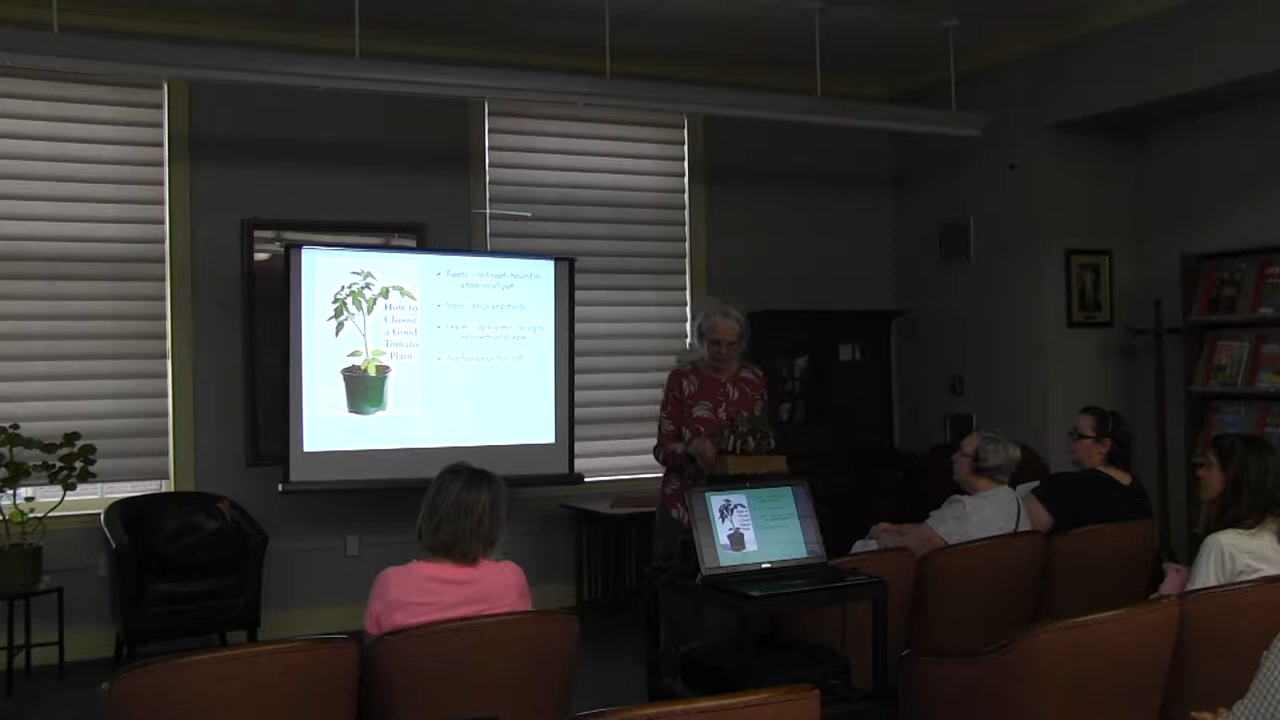 How to
Choose
a Good
Tomato
Plant
✓ Roots - not root-bound in
a too-small pot
✓ Stem - thick and sturdy
✓ Leaves - dark green, no signs
of insects or disease
✓ No flowers or fruit yet